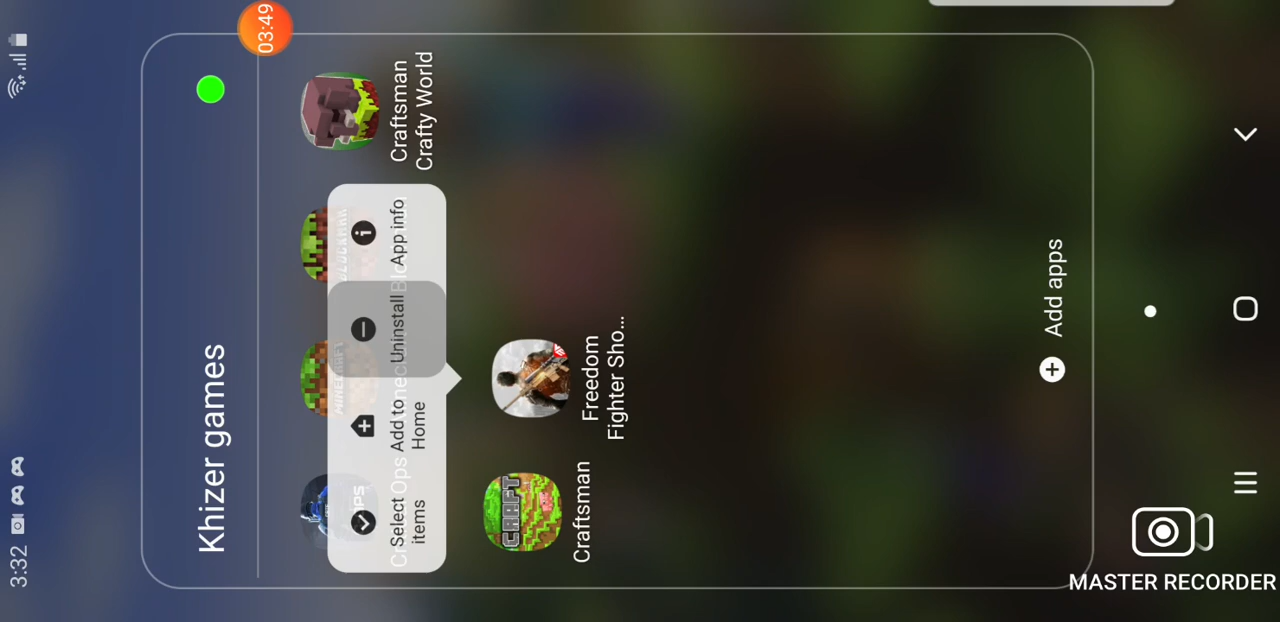 3:32
03:49
Khizer games
Craftsman
Crafty World
Select
items
Add to
Home
Uninstall
App info
Craftsman
Freedom
Fighter Sho...
CRAFT
Add apps
MASTER RECORDER